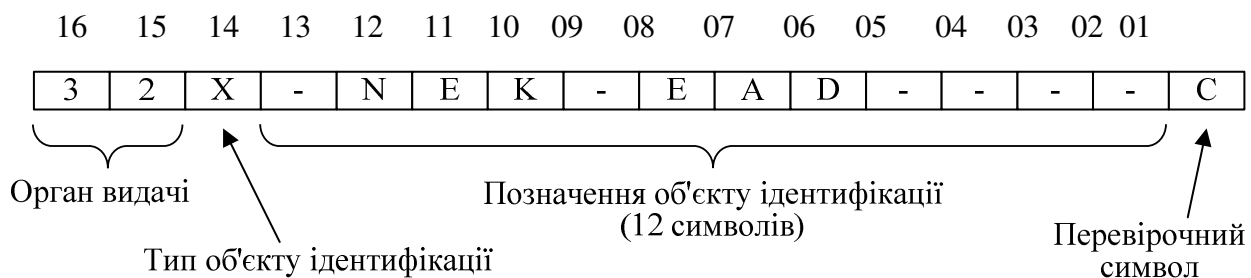 16 15 14 13 12 11 10 09 08 07 06 05 04 03 02 01
3 2 X - N E K - E A D - - - - C
Орган видачі
Позначення об'єкту ідентифікації
(12 символів)
Перевірочний
символ
Тип об'єкту ідентифікації